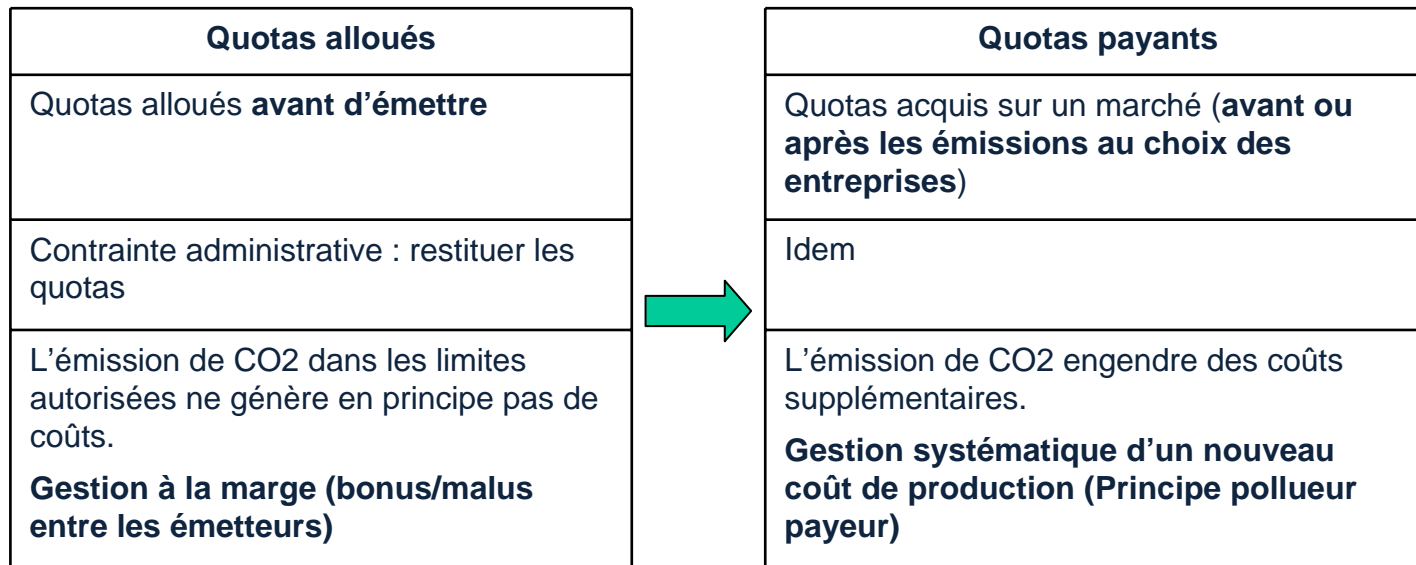 Quotas alloués
Quotas alloués avant d’émettre
Contrainte administrative : restituer les
quotas
L’émission de CO2 dans les limites
autorisées ne génère en principe pas de
coûts.
Gestion à la marge (bonus/malus
entre les émetteurs)
Quotas payants
Quotas acquis sur un marché (avant ou
après les émissions au choix des
entreprises)
Idem
L’émission de CO2 engendre des coûts
supplémentaires.
Gestion systématique d’un nouveau
coût de production (Principe pollueur
payeur)